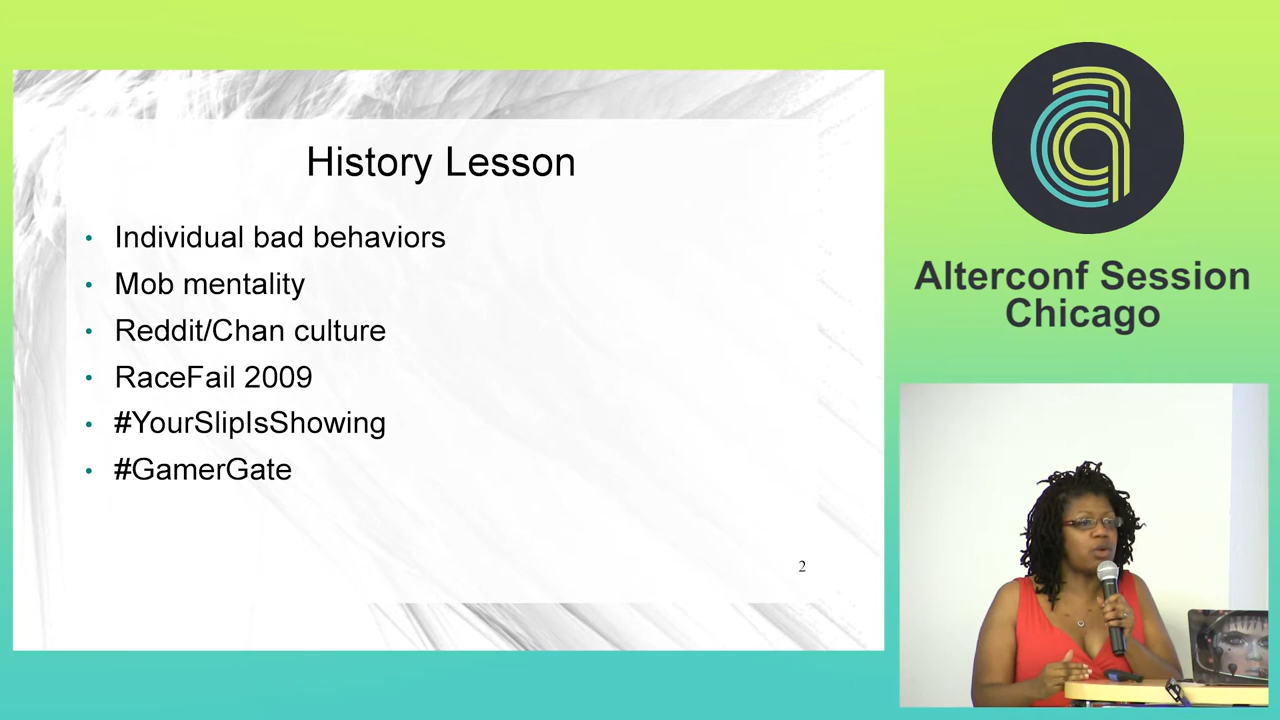 History Lesson
• Individual bad behaviors
• Mob mentality
• Reddit/Chan culture
• RaceFail 2009
• #YourSlipIsShowing
• #GamerGate
2
Alterconf Session
Chicago